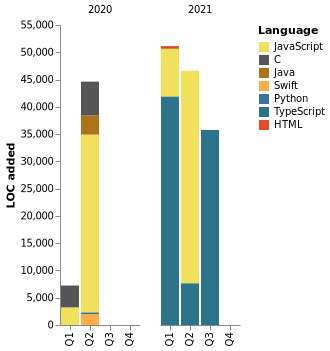 2020 2021
Language
JavaScript
C
Java
Swift
Python
TypeScript
HTML
LOC added
55,000
50,000
45,000
40,000
35,000
30,000
25,000
20,000
15,000
10,000
5,000
0
Q1 Q2 Q3 Q4 Q1 Q2 Q3 Q4